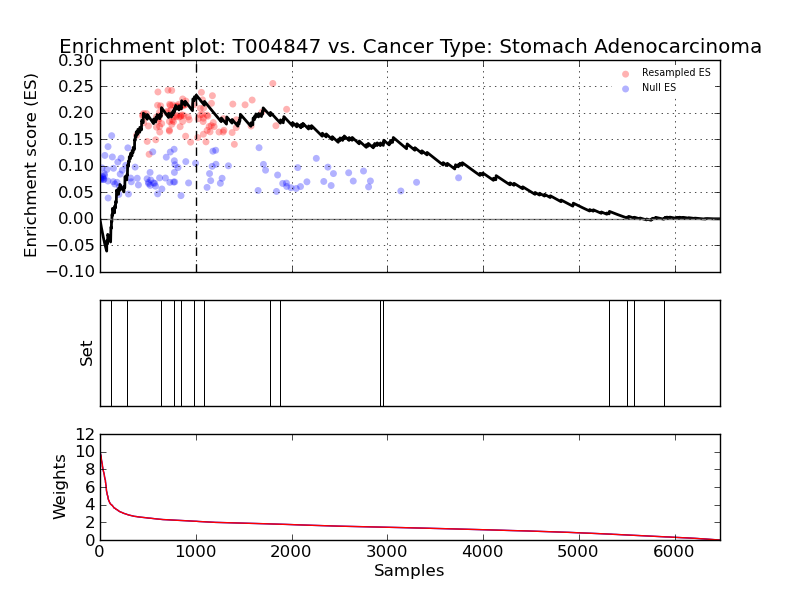 Enrichment plot: T004847 vs. Cancer Type: Stomach Adenocarcinoma
Enrichment score (ES)
0.30
0.25
0.20
0.15
0.10
0.05
0.00
−0.05
−0.10
Resampled ES
Null ES
Set
Weights
12
10
8
6
4
2
0
0 1000 2000 3000 4000 5000 6000
Samples